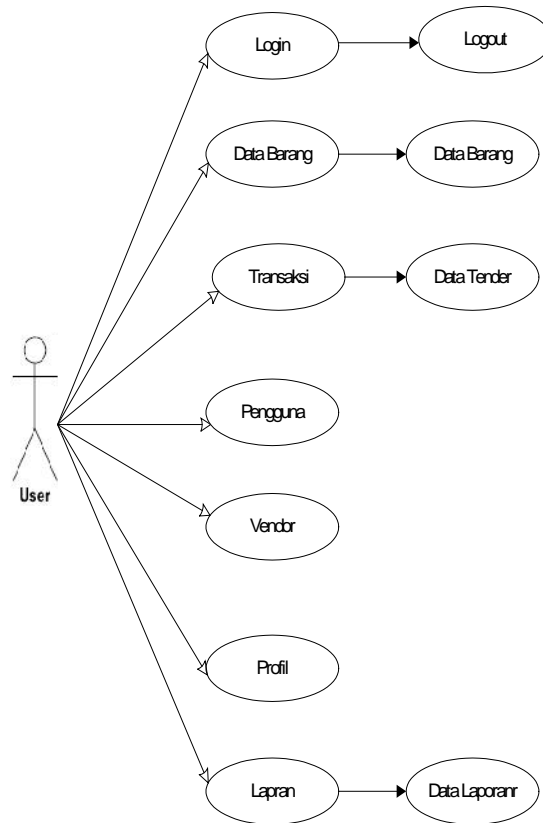 Login
Logout
Data Barang
Data Barang
Transaksi
Data Tender
Pengguna
User
Vendor
Profil
Lapran
Data Laporanr